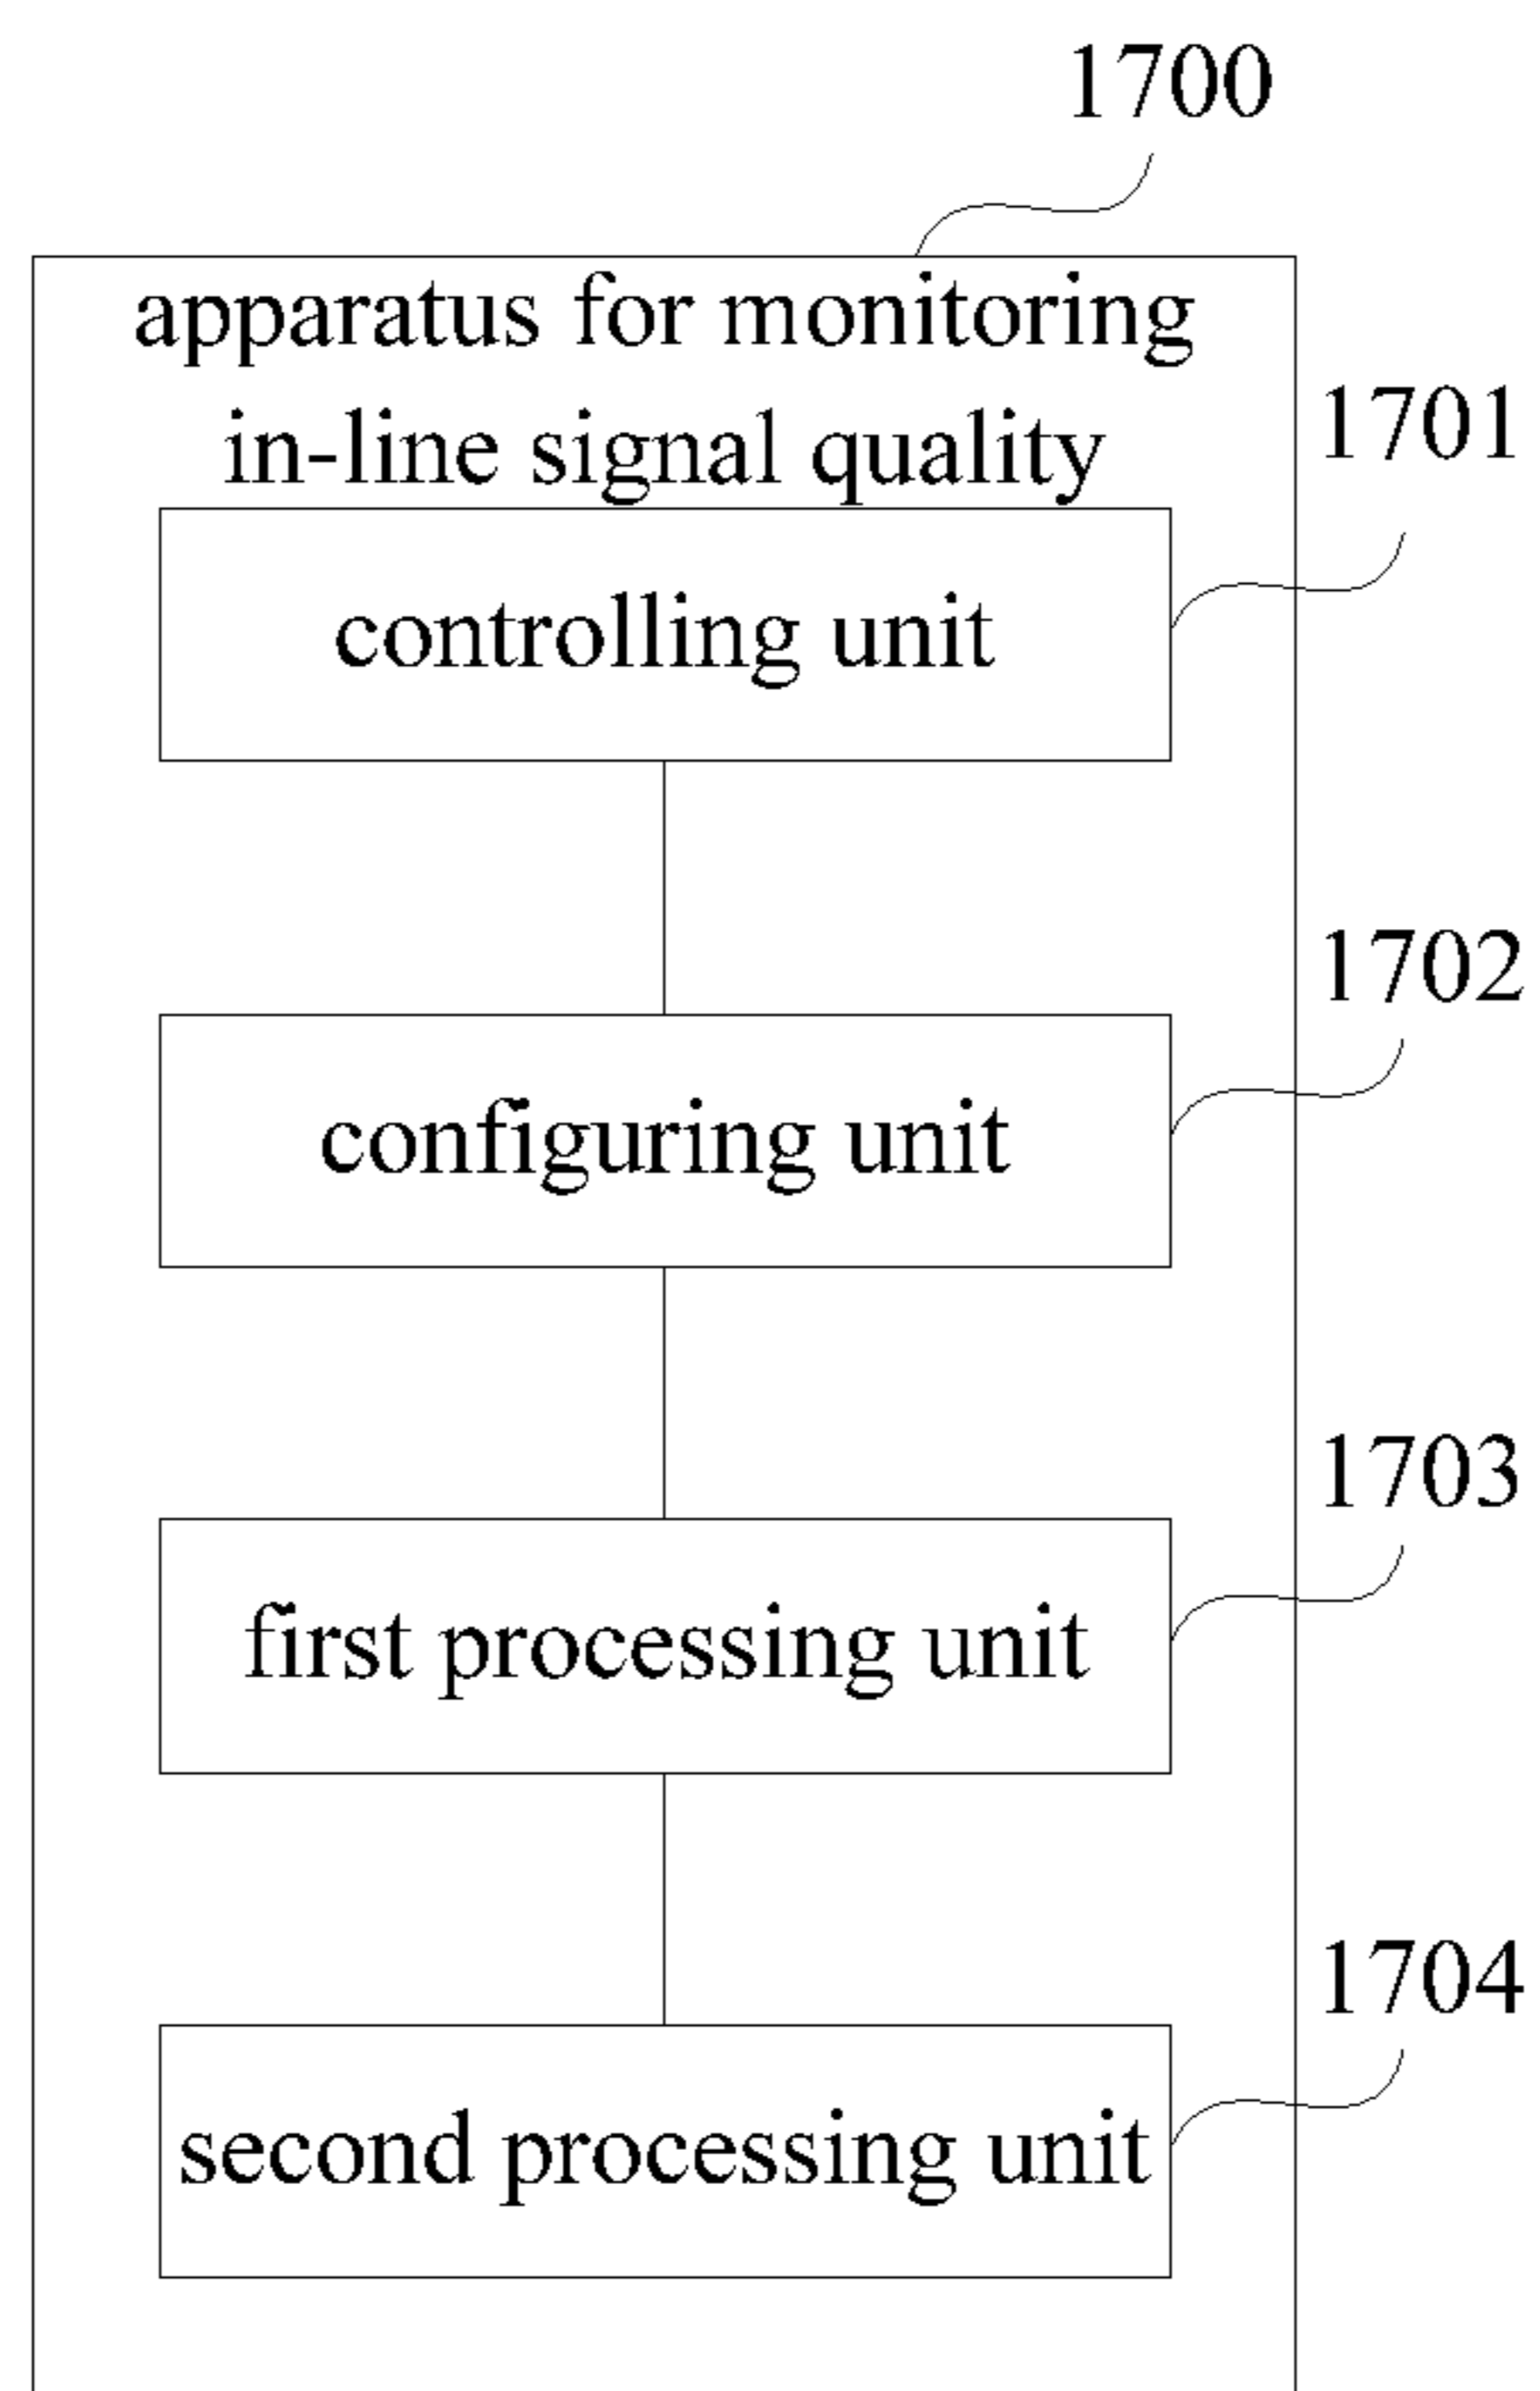 1700
apparatus for monitoring
in-line signal quality
1701
controlling unit
1702
configuring unit
1703
first processing unit
1704
second processing unit